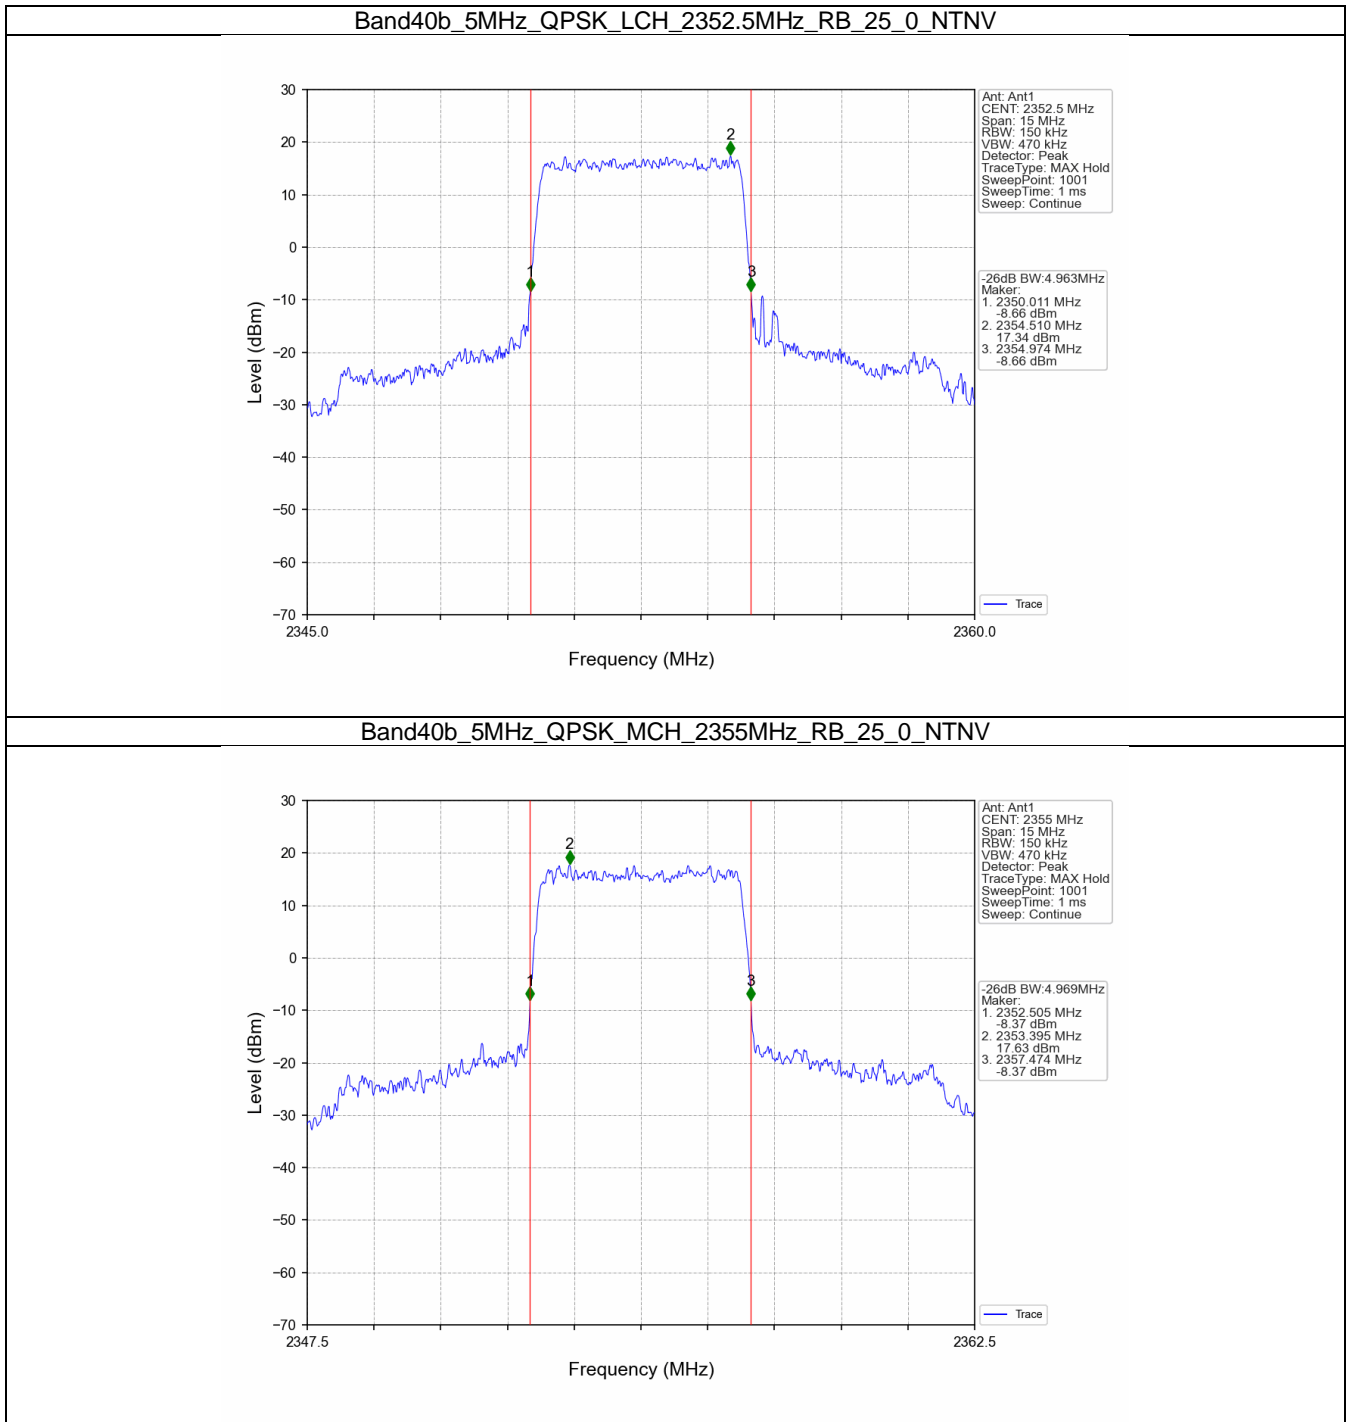 Band40b_5MHz_QPSK_LCH_2352.5MHz_RB_25_0_NTNV
30
20
10
0
−10
−20
−30
−40
−50
−60
−70
Level (dBm)
2345.0
2360.0
Frequency (MHz)
1
2
3
Ant: Ant1
CENT: 2352.5 MHz
Span: 15 MHz
RBW: 150 kHz
VBW: 470 kHz
Detector: Peak
TraceType: MAX Hold
SweepPoint: 1001
SweepTime: 1 ms
Sweep: Continue
-26dB BW:4.963MHz
Maker:
1. 2350.011 MHz
-8.66 dBm
2. 2354.510 MHz
17.34 dBm
3. 2354.974 MHz
-8.66 dBm
Trace
Band40b_5MHz_QPSK_MCH_2355MHz_RB_25_0_NTNV
30
20
10
0
−10
−20
−30
−40
−50
−60
−70
Level (dBm)
2347.5
2362.5
Frequency (MHz)
1
2
3
Ant: Ant1
CENT: 2355 MHz
Span: 15 MHz
RBW: 150 kHz
VBW: 470 kHz
Detector: Peak
TraceType: MAX Hold
SweepPoint: 1001
SweepTime: 1 ms
Sweep: Continue
-26dB BW:4.969MHz
Maker:
1. 2352.505 MHz
-8.37 dBm
2. 2353.395 MHz
17.63 dBm
3. 2357.474 MHz
-8.37 dBm
Trace